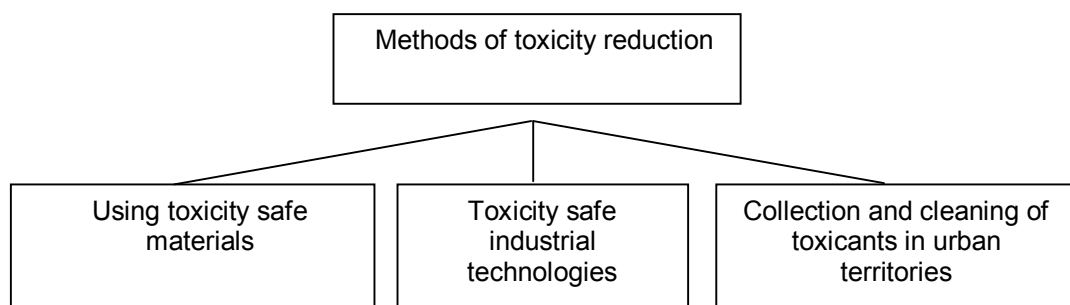 Methods of toxicity reduction
Using toxicity safe
materials
Toxicity safe
industrial
technologies
Collection and cleaning of
toxicants in urban
territories